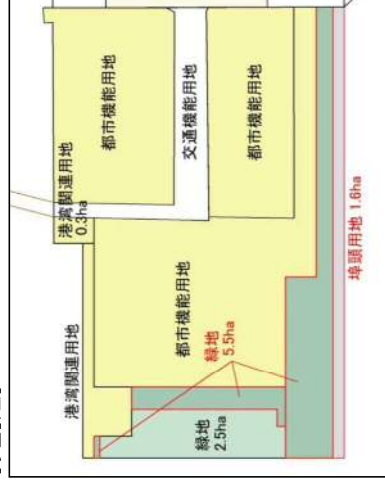 港湾関連用地
港湾関連用地
0.3ha
都市機能用地
交通機能用地
都市機能用地
都市機能用地
緑地
5.5ha
緑地
2.5ha
埠頭用地 1.6ha